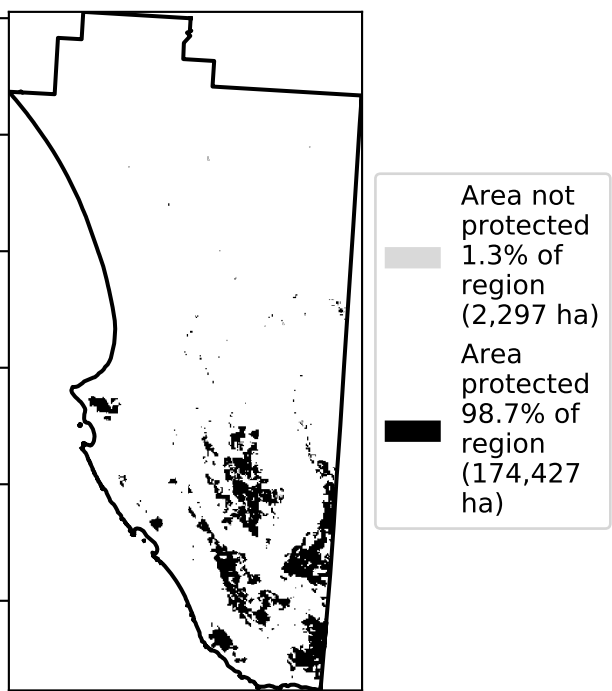 Area not
protected
1.3% of
region
(2,297 ha)
Area
protected
98.7% of
region
(174,427
ha)